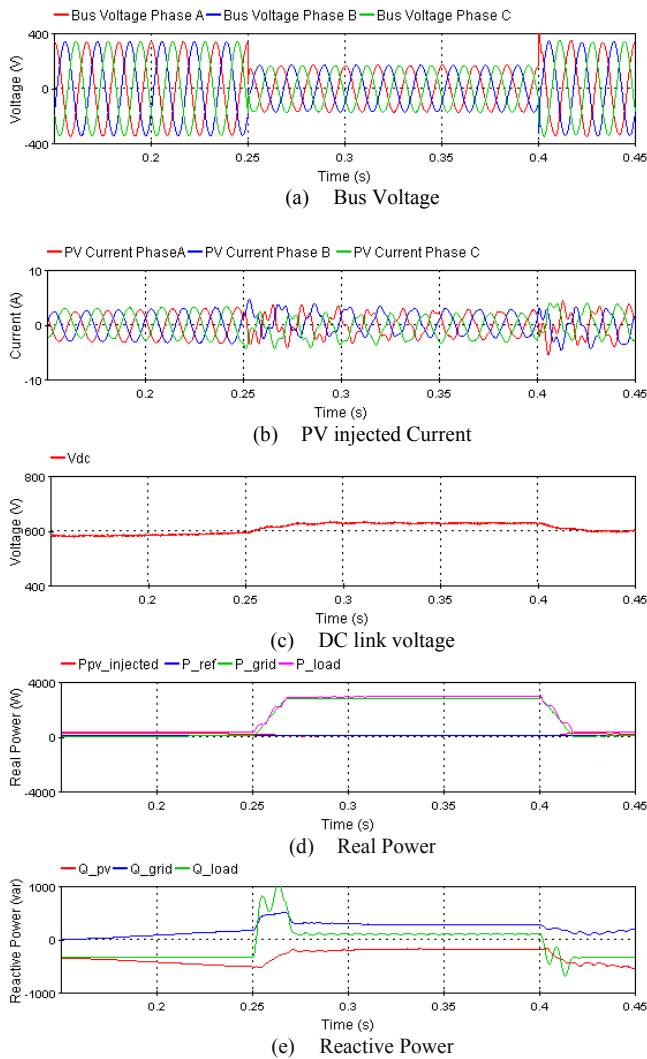 Bus Voltage Phase A Bus Voltage Phase B Bus Voltage Phase C
400
0
-400
Voltage (V)
0.2 0.25 0.3 0.35 0.4 0.45
Time (s)
(a) Bus Voltage
PV Current PhaseA PV Current Phase B PV Current Phase C
10
0
-10
Current (A)
0.2 0.25 0.3 0.35 0.4 0.45
Time (s)
(b) PV injected Current
Vdc
800
600
400
Voltage (V)
0.2 0.25 0.3 0.35 0.4 0.45
Time (s)
(c) DC link voltage
Ppv_injected P_ref P_grid P_load
4000
0
-4000
Real Power (W)
0.2 0.25 0.3 0.35 0.4 0.45
Time (s)
(d) Real Power
Q_pv Q_grid Q_load
1000
0
-1000
Reactive Power (var)
0.2 0.25 0.3 0.35 0.4 0.45
Time (s)
(e) Reactive Power